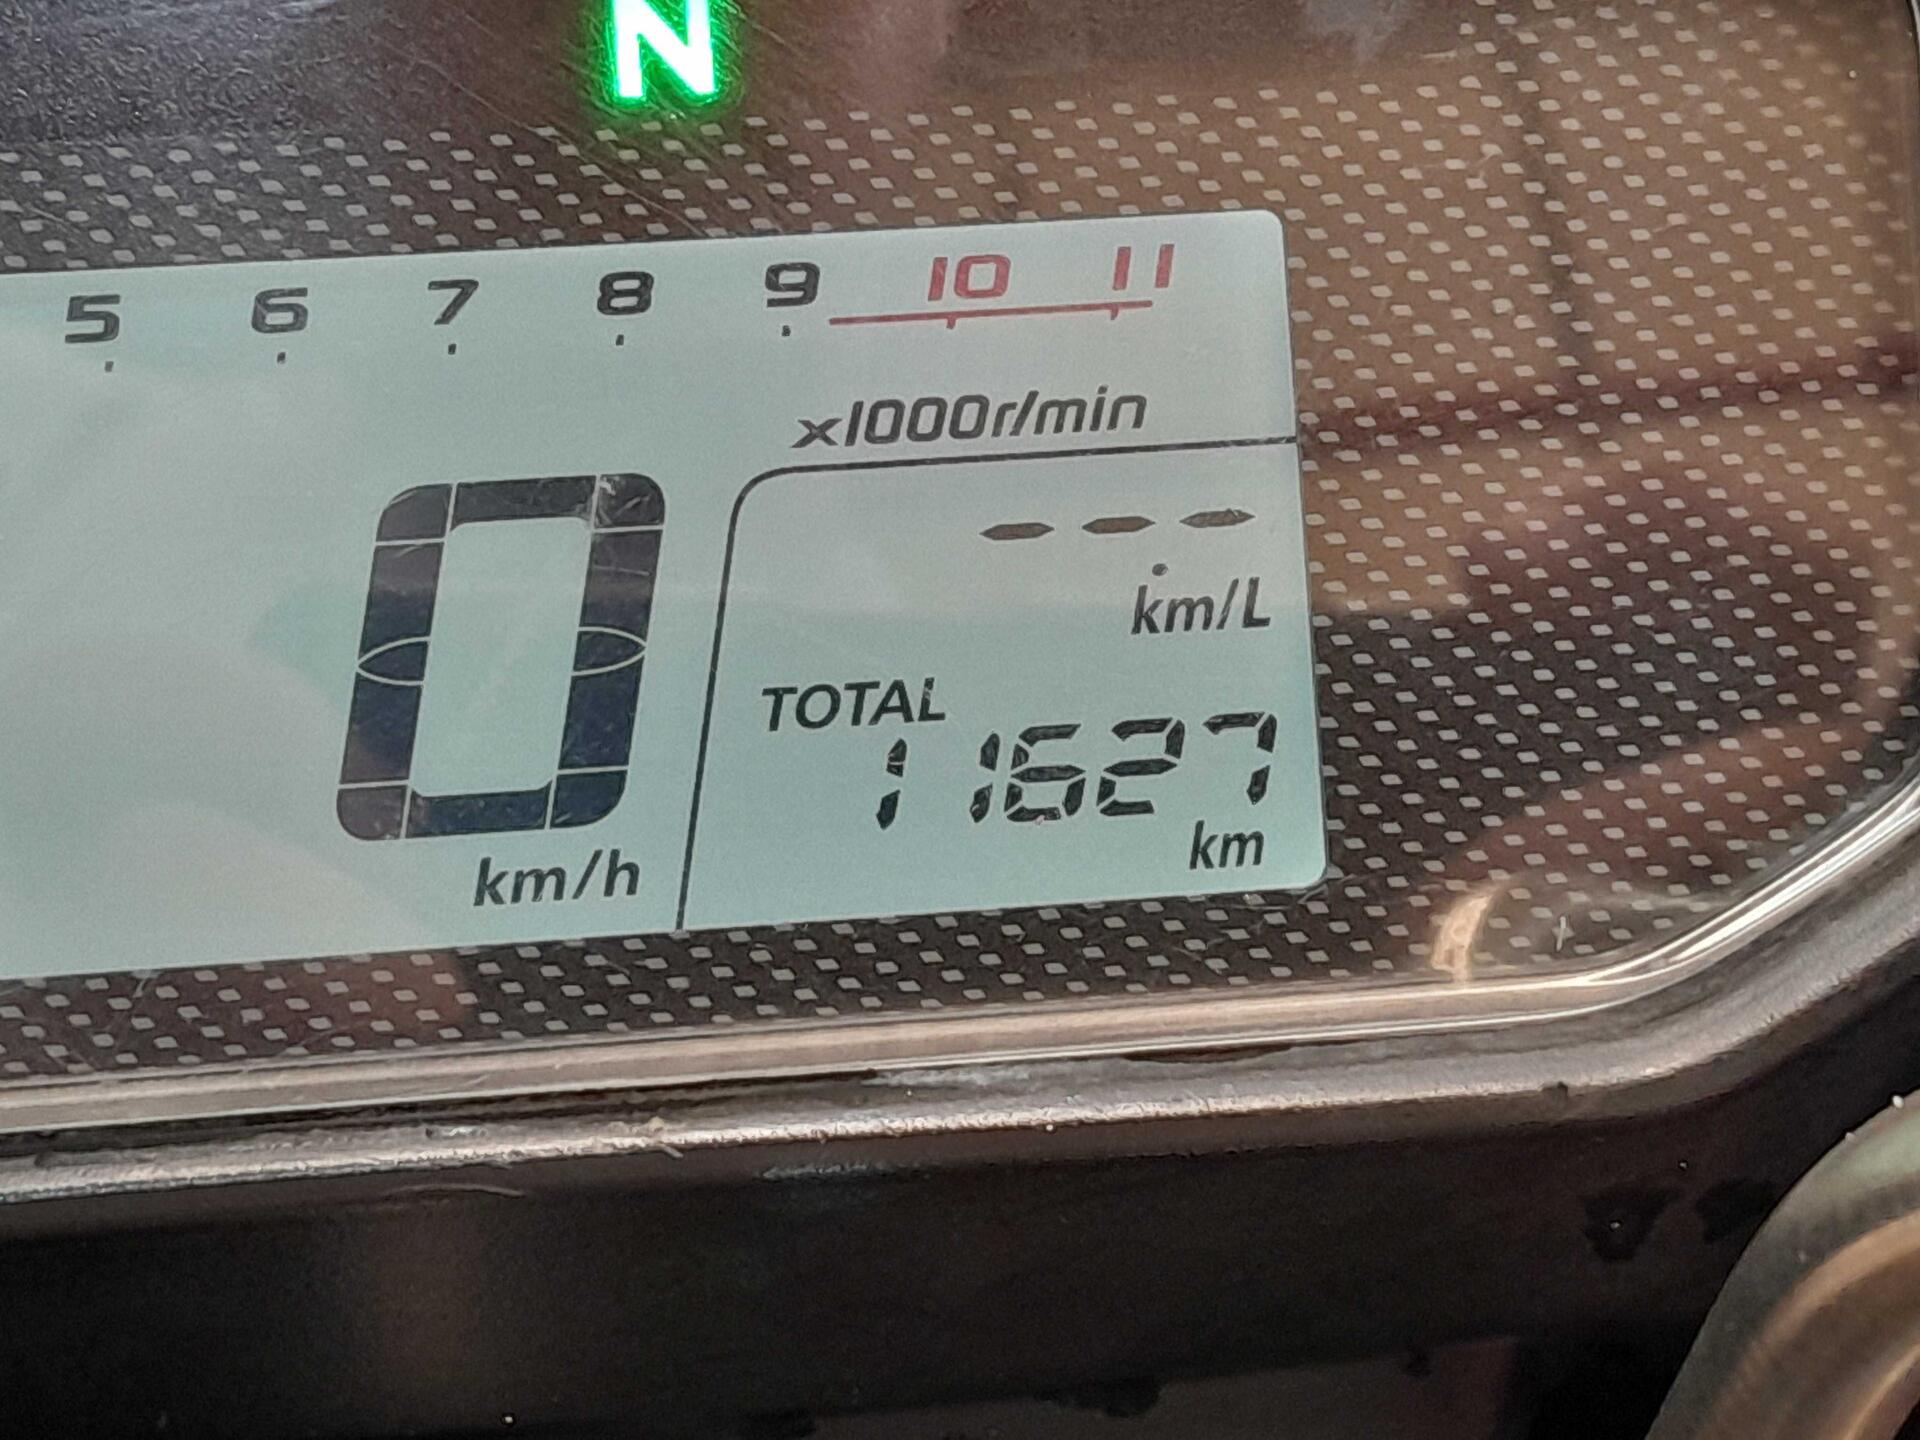 N
5 6 7 8 9 10 11
x1000r/min
--.-
km/L
0
km/h
TOTAL
11627
km